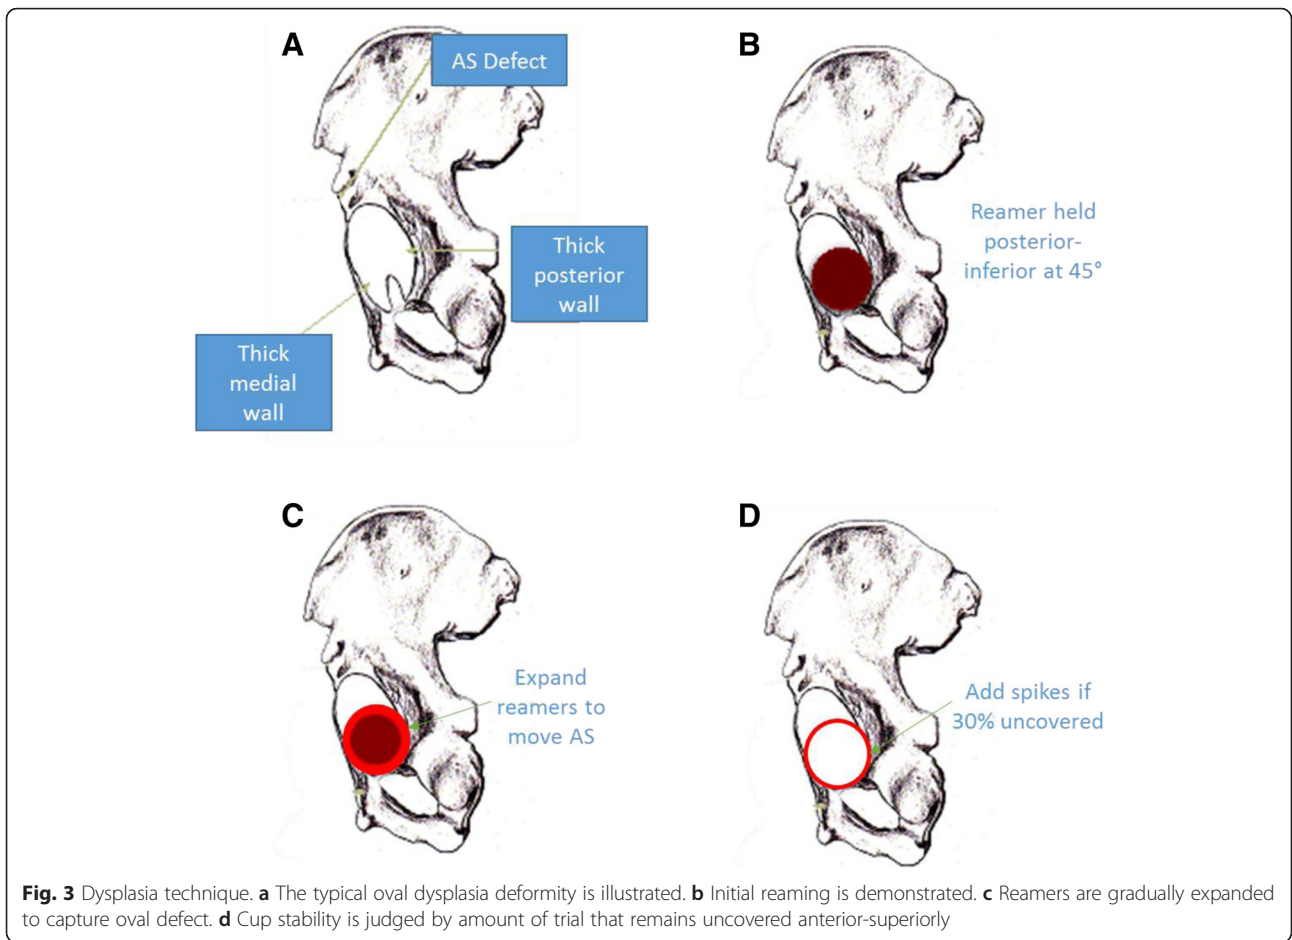 A
AS Defect
Thick
posterior
wall
Thick
medial
wall
B
Reamer held
posterior-
inferior at 45°
C
Expand
reamers to
move AS
D
Add spikes if
30% uncovered
Fig. 3 Dysplasia technique. a The typical oval dysplasia deformity is illustrated. b Initial reaming is demonstrated. c Reamers are gradually expanded
to capture oval defect. d Cup stability is judged by amount of trial that remains uncovered anterior-superiorly